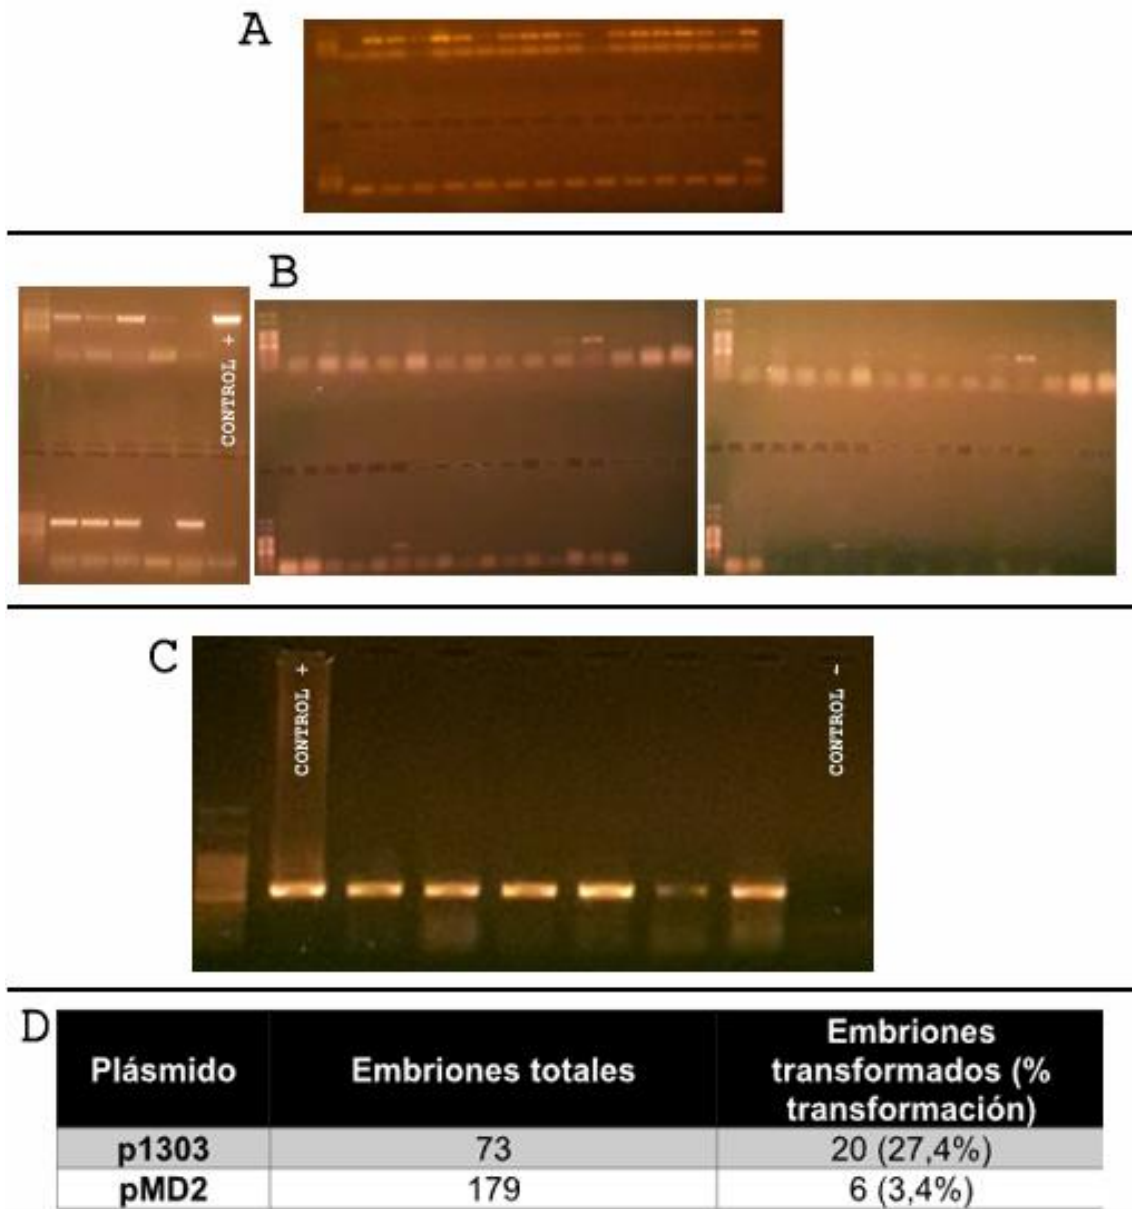 A
B
CONTROL +
C
CONTROL +
CONTROL -
D
Plásmido
Embriones totales
Embriones
transformados (%
transformación)
p1303
73
20 (27,4%)
pMD2
179
6 (3,4%)